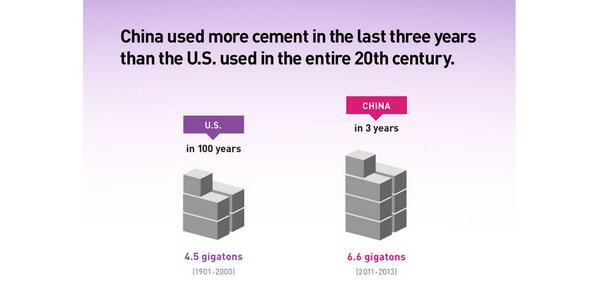 China used more cement in the last three years
than the U.S. used in the entire 20th century.
U.S.
in 100 years
4.5 gigatons
(1901-2000)
CHINA
in 3 years
6.6 gigatons
(2011-2013)